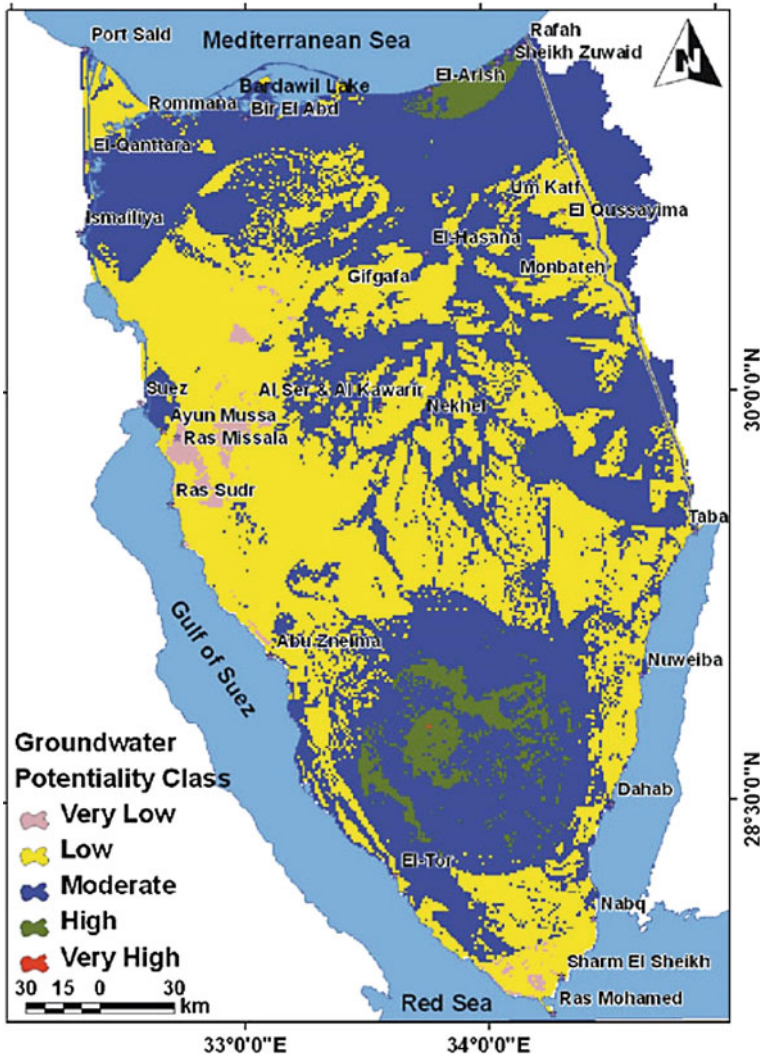 Port Said
Mediterranean Sea
Rafah
Sheikh Zuwaid
N
El-Arish
Bardawil Lake
Rommana
Bir El Abd
El-Qanttara
Um Katf
El Qussayima
Ismailiya
El-Hasana
Monbateh
Gifgafa
30°0'0"N
Suez
Al Ser & Al Kawarir
Nekhel
Ayun Mussa
Ras Missala
Ras Sudr
Taba
Gulf of Suez
Abu Zneima
Nuweiba
Groundwater
Potentiality Class
Very Low
Low
Moderate
High
Very High
Dahab
28°30'0"N
El-Tor
Nabq
Sharm El Sheikh
Ras Mohamed
Red Sea
30 15 0 30
km
33°0'0"E
34°0'0"E